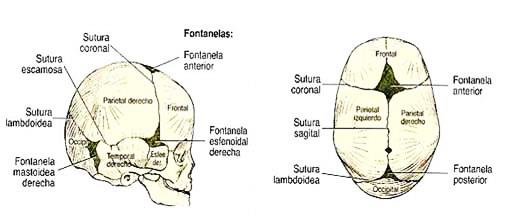 Fontanelas:
Sutura
coronal
Sutura
escamosa
Fontanela
anterior
Parietal derecho
Frontal
Sutura
lambdoidea
Occipi
Temporal
derecho
Fontanela
esfenoidal
derecha
Fontanela
mastoidea
derecha
Frontal
Sutura
coronal
Fontanela
anterior
Parietal
izquierdo
Parietal
derecho
Sutura
sagital
Sutura
lambdoidea
Fontanela
posterior
Occipital